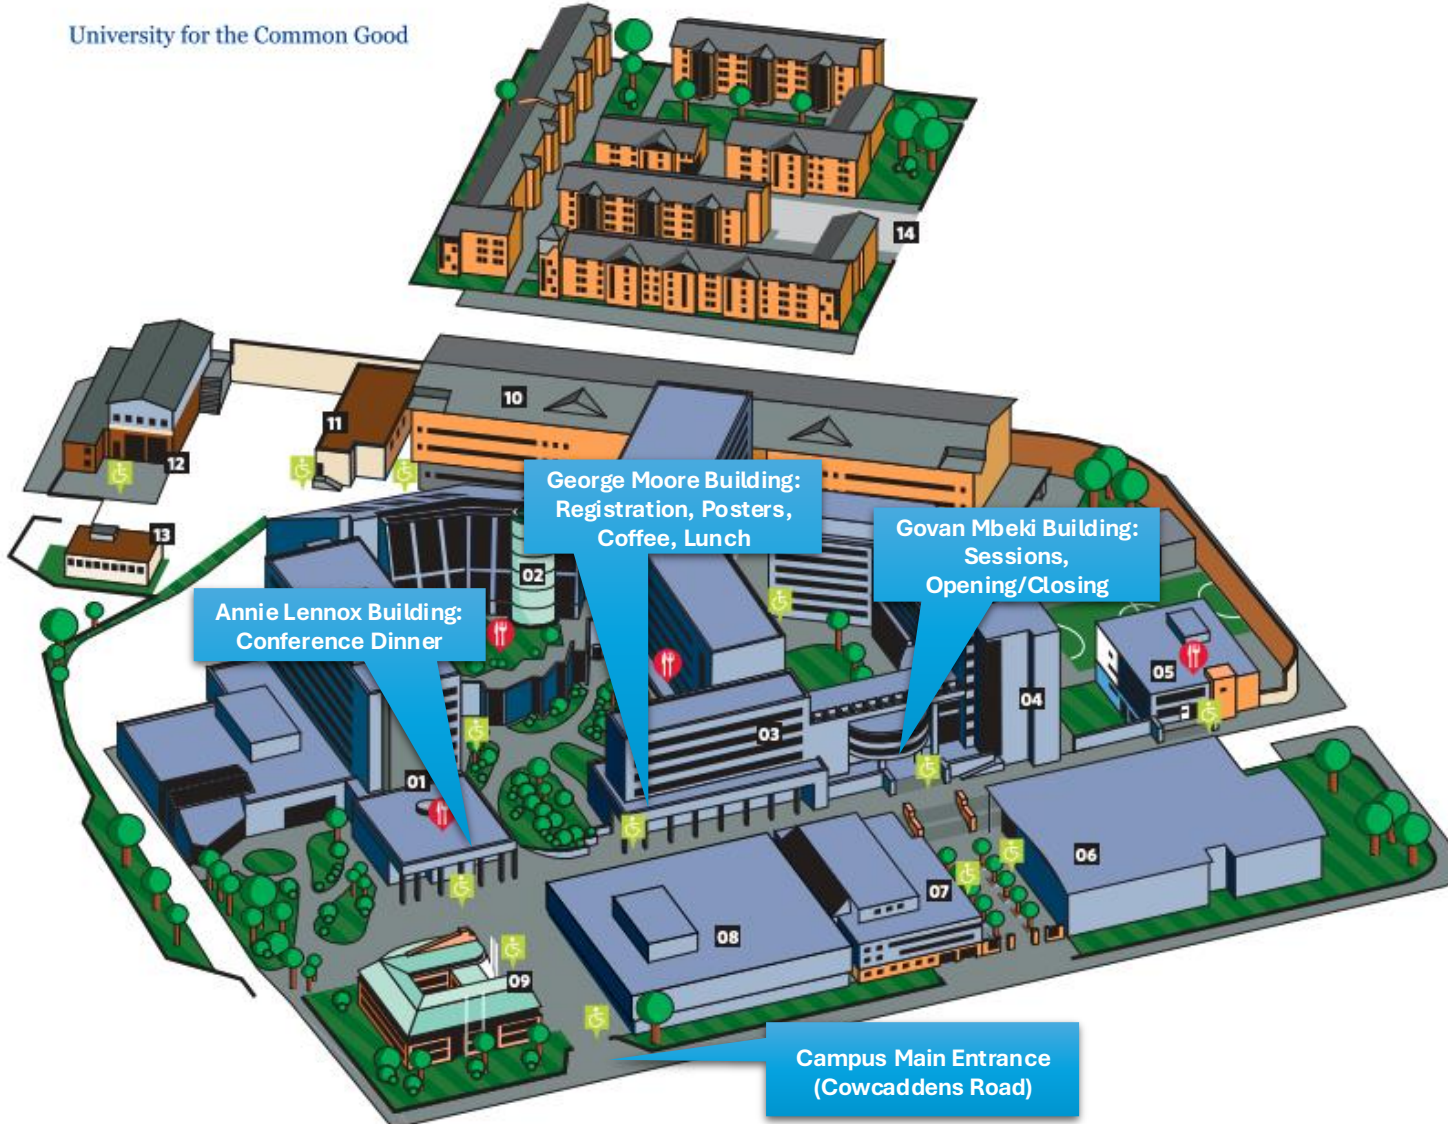 University for the Common Good
14
10
11
12
George Moore Building:
Registration, Posters,
Coffee, Lunch
Govan Mbeki Building:
Sessions,
Opening/Closing
13
02
Annie Lennox Building:
Conference Dinner
05
04
03
01
06
07
08
09
Campus Main Entrance
(Cowcaddens Road)